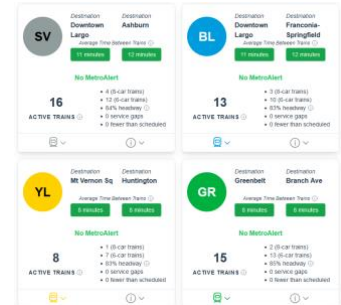 SV
Destination
Downtown
Largo
Destination
Ashburn
Average Time Between Trains
11 minutes
12 minutes
No MetroAlert
16
ACTIVE TRAINS
• 4 (6-car trains)
• 12 (8-car trains)
• 84% headway
• 0 service gaps
• 0 fewer than scheduled
BL
Destination
Downtown
Largo
Destination
Franconia-
Springfield
Average Time Between Trains
11 minutes
12 minutes
No MetroAlert
13
ACTIVE TRAINS
• 3 (6-car trains)
• 10 (8-car trains)
• 83% headway
• 0 service gaps
• 0 fewer than scheduled
YL
Destination
Mt Vernon Sq
Destination
Huntington
Average Time Between Trains
6 minutes
6 minutes
No MetroAlert
8
ACTIVE TRAINS
• 1 (6-car trains)
• 7 (8-car trains)
• 83% headway
• 0 service gaps
• 0 fewer than scheduled
GR
Destination
Greenbelt
Destination
Branch Ave
Average Time Between Trains
6 minutes
6 minutes
No MetroAlert
15
ACTIVE TRAINS
• 2 (6-car trains)
• 13 (8-car trains)
• 85% headway
• 0 service gaps
• 0 fewer than scheduled